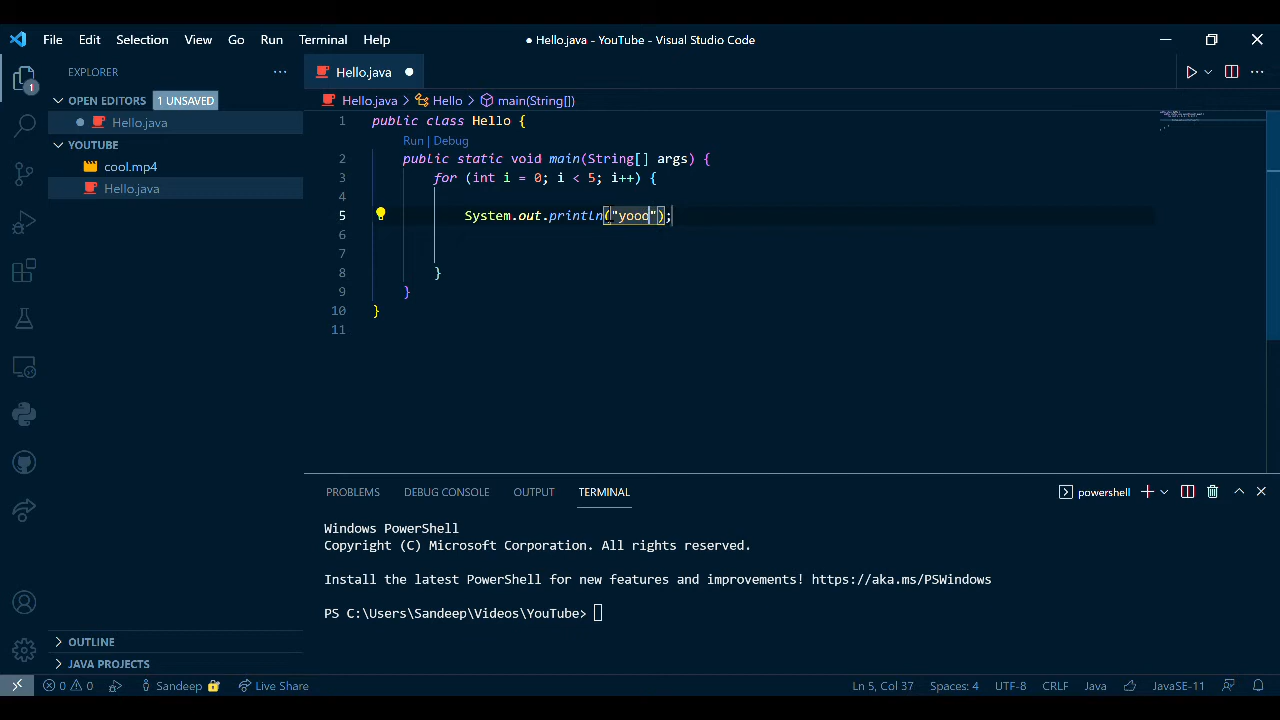 File Edit Selection View Go Run Terminal Help ● Hello.java - YouTube - Visual Studio Code
EXPLORER ···
Hello.java ●
1
OPEN EDITORS 1 UNSAVED
● Hello.java
YOUTUBE
cool.mp4
Hello.java
OUTLINE
JAVA PROJECTS
Hello.java > Hello > main(String[])
1 public class Hello {
Run | Debug
2 public static void main(String[] args) {
3 for (int i = 0; i < 5; i++) {
4
5 System.out.println("yooo");
6
7
8 }
9 }
10 }
11
PROBLEMS DEBUG CONSOLE OUTPUT TERMINAL powershell
Windows PowerShell
Copyright (C) Microsoft Corporation. All rights reserved.
Install the latest PowerShell for new features and improvements! https://aka.ms/PSWindows
PS C:\Users\Sandeep\Videos\YouTube>
0 0 Sandeep Live Share Ln 5, Col 37 Spaces: 4 UTF-8 CRLF Java JavaSE-11